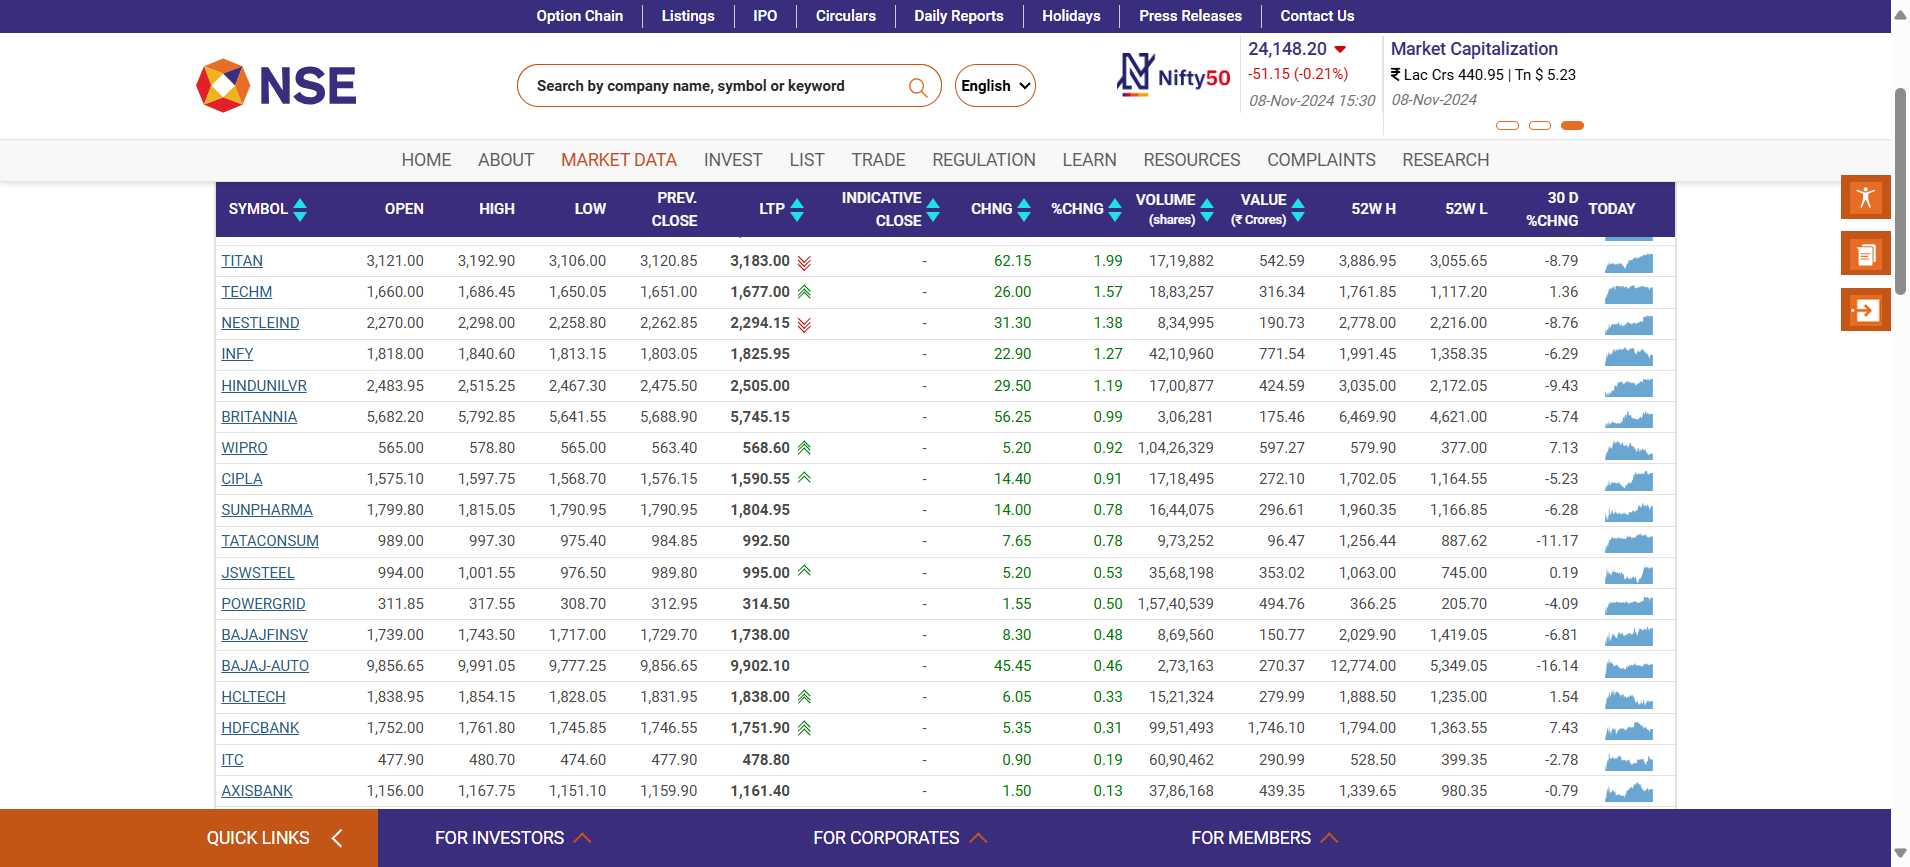 Option Chain Listings IPO Circulars Daily Reports Holidays Press Releases Contact Us
NSE
Search by company name, symbol or keyword
English
Nifty50
24,148.20
-51.15 (-0.21%)
08-Nov-2024 15:30
Market Capitalization
₹ Lac Crs 440.95 | Tn $ 5.23
08-Nov-2024
HOME ABOUT MARKET DATA INVEST LIST TRADE REGULATION LEARN RESOURCES COMPLAINTS RESEARCH
SYMBOL OPEN HIGH LOW PREV. CLOSE LTP INDICATIVE CLOSE CHNG %CHNG VOLUME (shares) VALUE (₹ Crores) 52W H 52W L 30 D %CHNG TODAY
TITAN 3,121.00 3,192.90 3,106.00 3,120.85 3,183.00 - 62.15 1.99 17,19,882 542.59 3,886.95 3,055.65 -8.79
TECHM 1,660.00 1,686.45 1,650.05 1,651.00 1,677.00 - 26.00 1.57 18,83,257 316.34 1,761.85 1,117.20 1.36
NESTLEIND 2,270.00 2,298.00 2,258.80 2,262.85 2,294.15 - 31.30 1.38 8,34,995 190.73 2,778.00 2,216.00 -8.76
INFY 1,818.00 1,840.60 1,813.15 1,803.05 1,825.95 - 22.90 1.27 42,10,960 771.54 1,991.45 1,358.35 -6.29
HINDUNILVR 2,483.95 2,515.25 2,467.30 2,475.50 2,505.00 - 29.50 1.19 17,00,877 424.59 3,035.00 2,172.05 -9.43
BRITANNIA 5,682.20 5,792.85 5,641.55 5,688.90 5,745.15 - 56.25 0.99 3,06,281 175.46 6,469.90 4,621.00 -5.74
WIPRO 565.00 578.80 565.00 563.40 568.60 - 5.20 0.92 1,04,26,329 597.27 579.90 377.00 7.13
CIPLA 1,575.10 1,597.75 1,568.70 1,576.15 1,590.55 - 14.40 0.91 17,18,495 272.10 1,702.05 1,164.55 -5.23
SUNPHARMA 1,799.80 1,815.05 1,790.95 1,790.95 1,804.95 - 14.00 0.78 16,44,075 296.61 1,960.35 1,166.85 -6.28
TATACONSUM 989.00 997.30 975.40 984.85 992.50 - 7.65 0.78 9,73,252 96.47 1,256.44 887.62 -11.17
JSWSTEEL 994.00 1,001.55 976.50 989.80 995.00 - 5.20 0.53 35,68,198 353.02 1,063.00 745.00 0.19
POWERGRID 311.85 317.55 308.70 312.95 314.50 - 1.55 0.50 1,57,40,539 494.76 366.25 205.70 -4.09
BAJAJFINSV 1,739.00 1,743.50 1,717.00 1,729.70 1,738.00 - 8.30 0.48 8,69,560 150.77 2,029.90 1,419.05 -6.81
BAJAJ-AUTO 9,856.65 9,991.05 9,777.25 9,856.65 9,902.10 - 45.45 0.46 2,73,163 270.37 12,774.00 5,349.05 -16.14
HCLTECH 1,838.95 1,854.15 1,828.05 1,831.95 1,838.00 - 6.05 0.33 15,21,324 279.99 1,888.50 1,235.00 1.54
HDFCBANK 1,752.00 1,761.80 1,745.85 1,746.55 1,751.90 - 5.35 0.31 99,51,493 1,746.10 1,794.00 1,363.55 7.43
ITC 477.90 480.70 474.60 477.90 478.80 - 0.90 0.19 60,90,462 290.99 528.50 399.35 -2.78
AXISBANK 1,156.00 1,167.75 1,151.10 1,159.90 1,161.40 - 1.50 0.13 37,86,168 439.35 1,339.65 980.35 -0.79
QUICK LINKS FOR INVESTORS FOR CORPORATES FOR MEMBERS